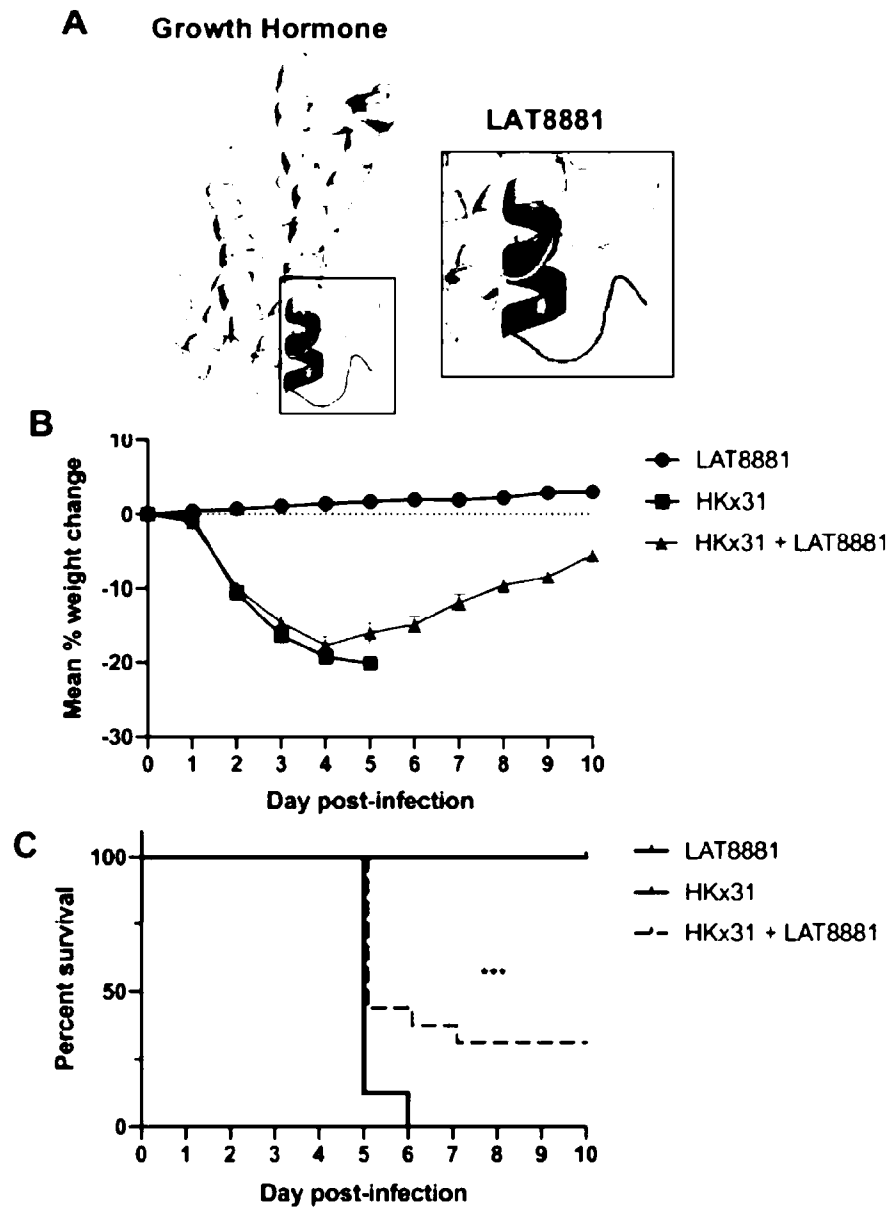 A
Growth Hormone
LAT8881
B
Mean % weight change
10
0
-10
-20
-30
0 1 2 3 4 5 6 7 8 9 10
Day post-infection
LAT8881
HKx31
HKx31 + LAT8881
C
Percent survival
100
50
0
***
0 1 2 3 4 5 6 7 8 9 10
Day post-infection
LAT8881
HKx31
HKx31 + LAT8881